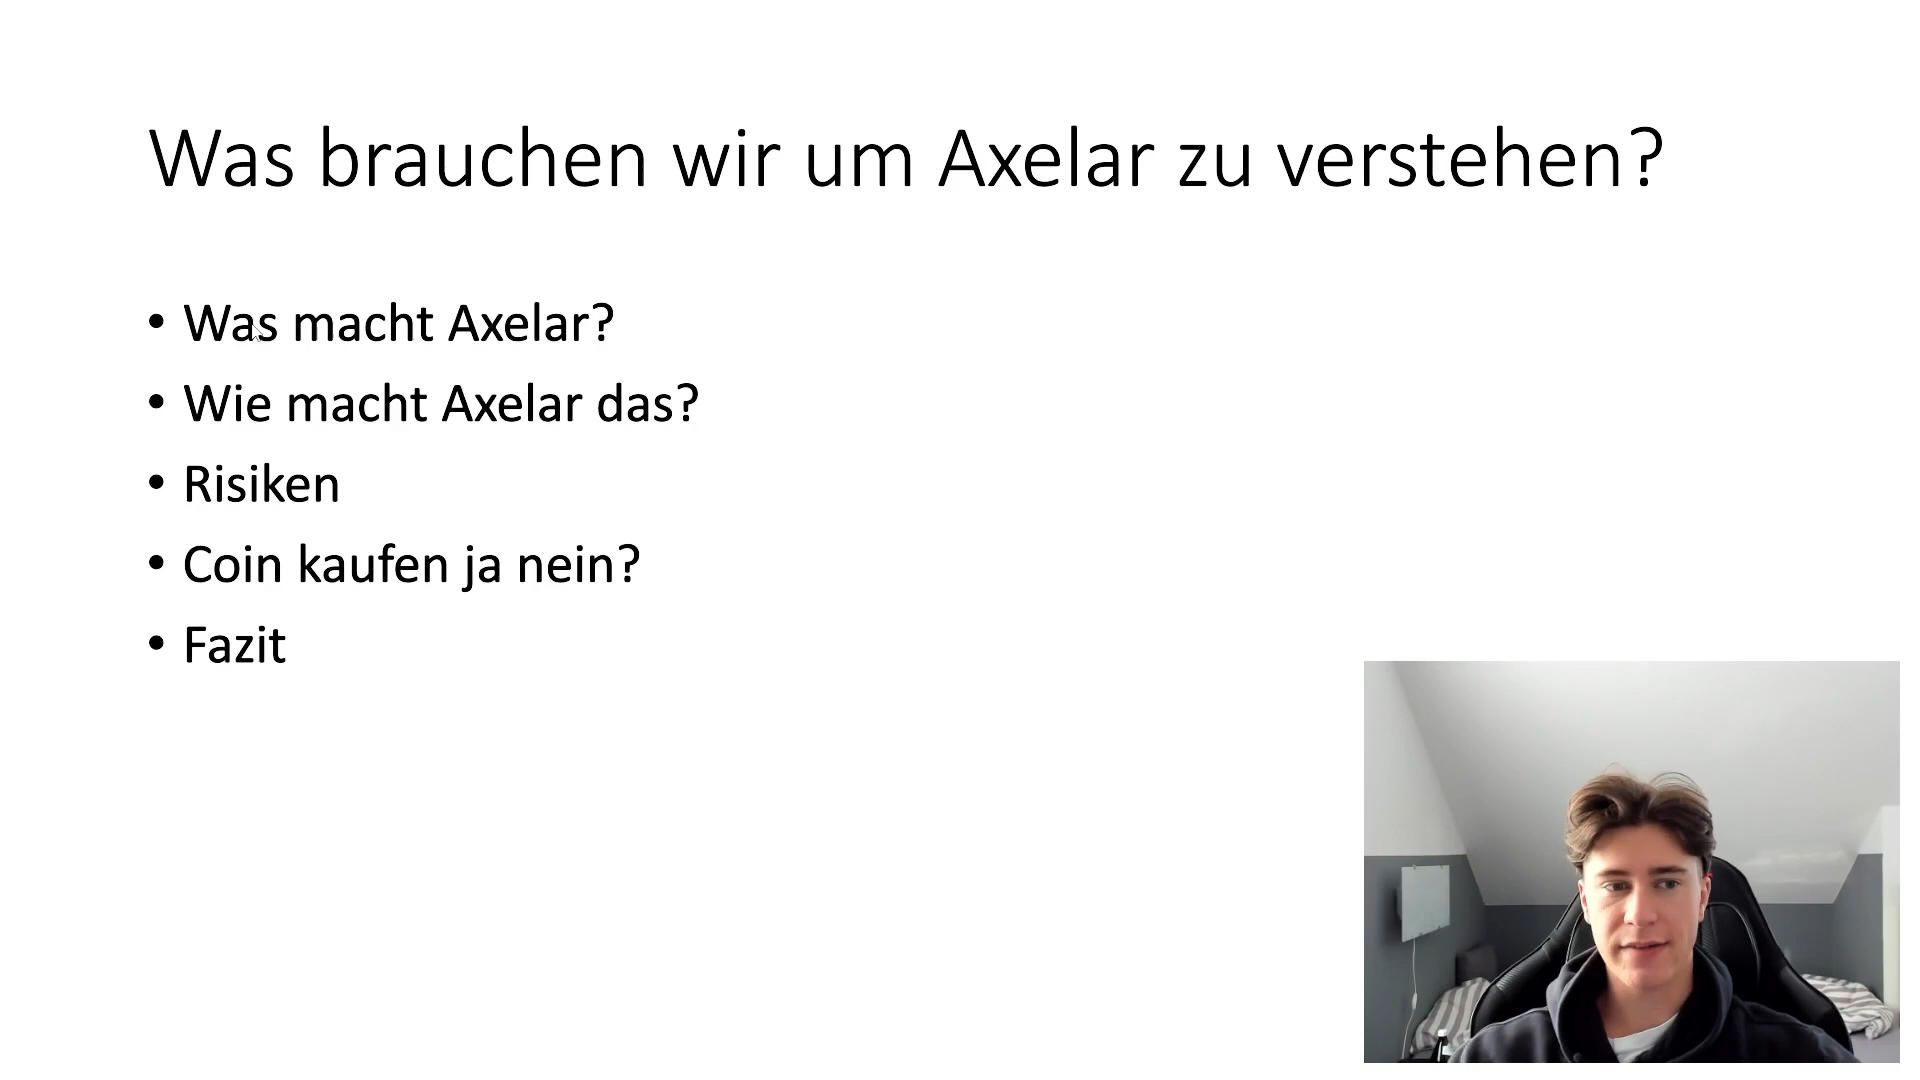 Was brauchen wir um Axelar zu verstehen?
• Was macht Axelar?
• Wie macht Axelar das?
• Risiken
• Coin kaufen ja nein?
• Fazit